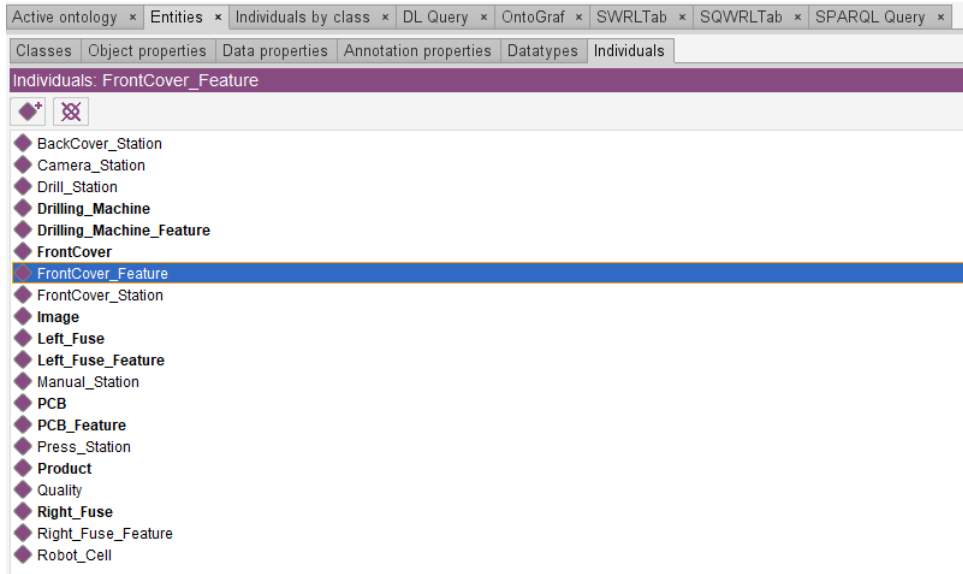 Active ontology × Entities × Individuals by class × DL Query × OntoGraf × SWRLTab × SQWRLTab × SPARQL Query ×
Classes Object properties Data properties Annotation properties Datatypes Individuals
Individuals: FrontCover_Feature
BackCover_Station
Camera_Station
Drill_Station
Drilling_Machine
Drilling_Machine_Feature
FrontCover
FrontCover_Feature
FrontCover_Station
Image
Left_Fuse
Left_Fuse_Feature
Manual_Station
PCB
PCB_Feature
Press_Station
Product
Quality
Right_Fuse
Right_Fuse_Feature
Robot_Cell